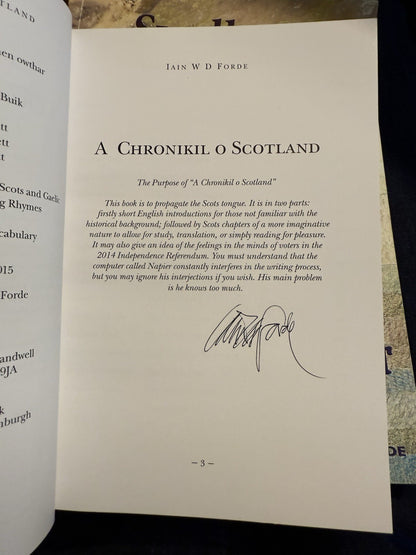 TLAND
en owthar
Buik
tt
ett
tt
Scots and Gaelic
g Rhymes
cabulary
015
Forde
andwell
9JA
k
nburgh
IAIN W D FORDE
A CHRONIKIL O SCOTLAND
The Purpose of “A Chronikil o Scotland”
This book is to propagate the Scots tongue. It is in two parts:
firstly short English introductions for those not familiar with the
historical background; followed by Scots chapters of a more imaginative
nature to allow for study, translation, or simply reading for pleasure.
It may also give an idea of the feelings in the minds of voters in the
2014 Independence Referendum. You must understand that the
computer called Napier constantly interferes in the writing process,
but you may ignore his interjections if you wish. His main problem
is he knows too much.
– 3 –
DE